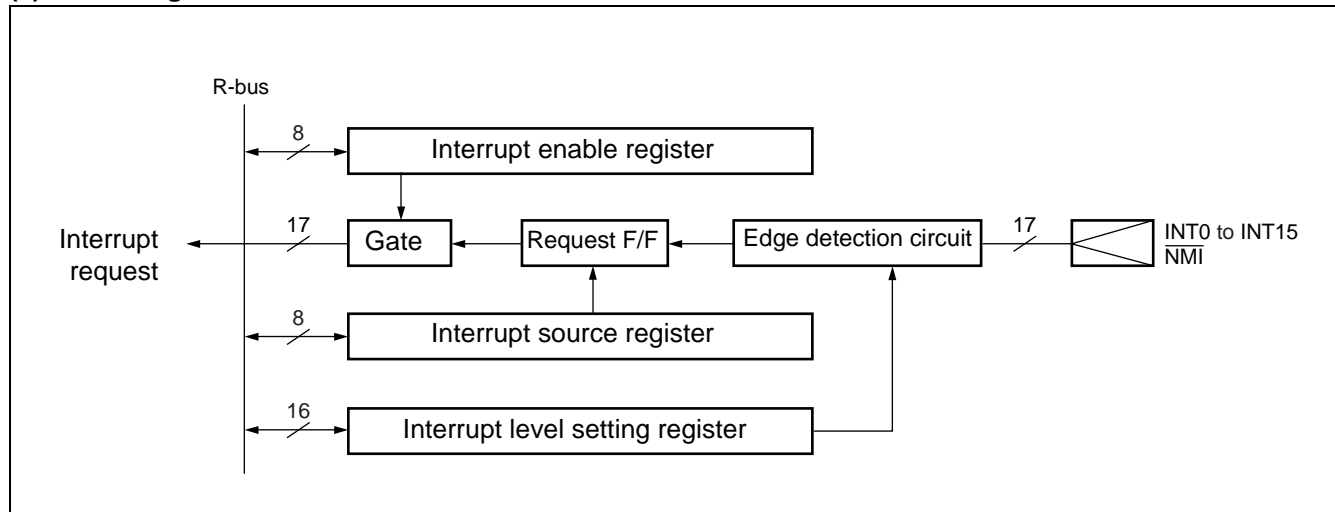 R-bus
8
Interrupt enable register
Interrupt
request
17
Gate
Request F/F
Edge detection circuit
17
INT0 to INT15
NMI
8
Interrupt source register
16
Interrupt level setting register